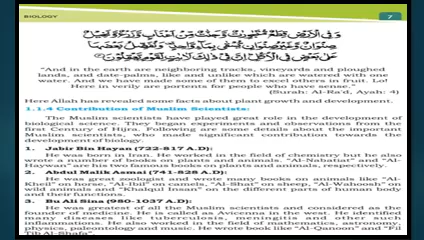 BIOLOGY 7
"And in the earth are neighboring tracks, vineyards and ploughed
lands, and date-palms, like and unlike which are watered with one
water. And we have made some of them to excel others in fruit. Lo!
Here in verily are portents for people who have sense."
(Surah: Al-Ra'd, Ayah: 4)
Here Allah has revealed some facts about plant growth and development.
1.1.4 Contribution of Muslim Scientists:
The Muslim scientists have played great role in the development of
biological science. They began experiments and observations from the
first Century of Hijra. Following are some details about the important
Muslim scientists, who made significant contribution towards the
development of biology.
1. Jabir Bin Hayan (722-817 A.D):
He was born in Iran. He worked in the field of chemistry but he also
wrote a number of books on plants and animals. "Al-Nabatiat" and "Al-
Haywan" are his famous books on plants and animals, respectively.
2. Abdul Malik Asmai (741-828 A.D):
He was great zoologist and wrote many books on animals like "Al-
Kheil" on horse, "Al-Ibil" on camels, "Al-Shat" on sheep, "Al-Wahoosh" on
wild animals and "Khalqul Insan" on the different parts of human body
and their functions.
3. Bu Ali Sina (980-1037 A.D):
He was greatest of all the Muslim scientists and considered as the
founder of medicine. He is called as Avicenna in the west. He identified
many diseases like tuberculosis, meningitis and other such
inflammations. He also worked in the field of mathematics, astronomy,
physics, paleontology and music. He wrote book like "Al-Qanoon" and "Fil
Tib Al-Shafa".